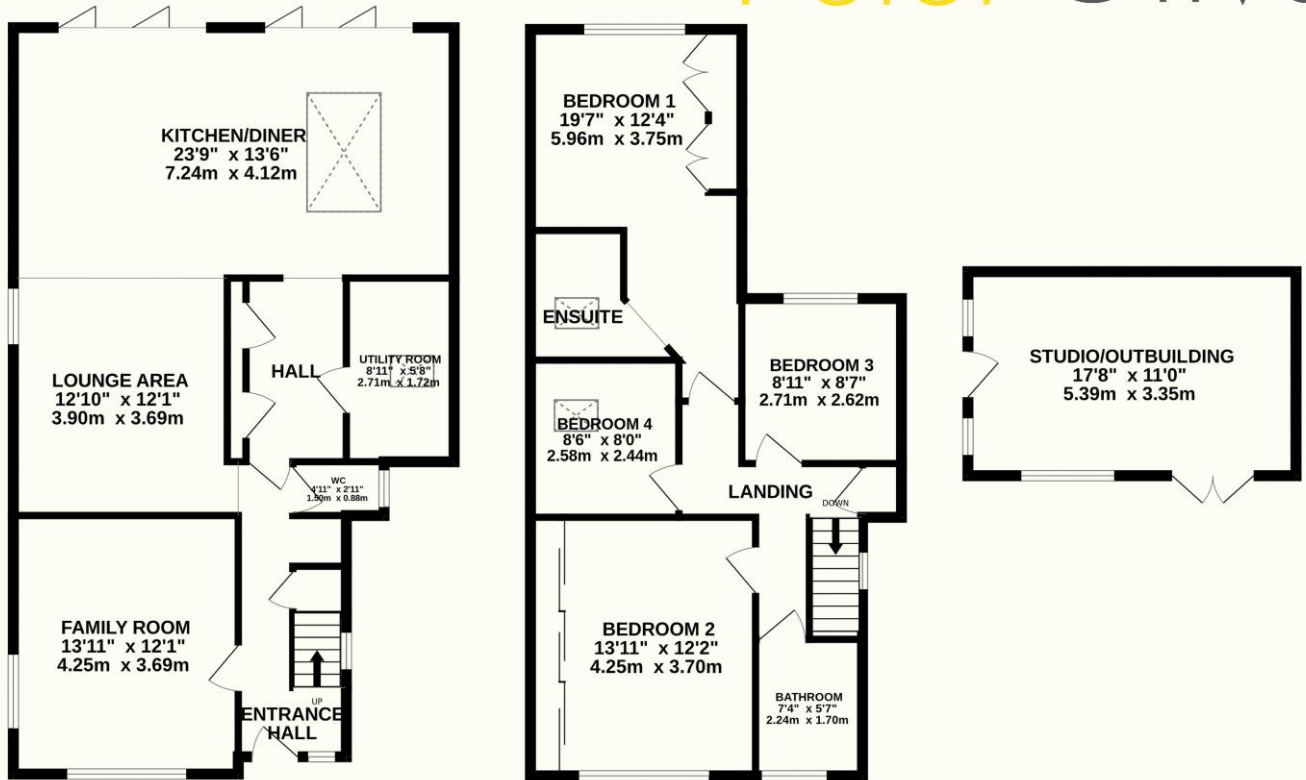 KITCHEN/DINER
23'9" x 13'6"
7.24m x 4.12m
LOUNGE AREA
12'10" x 12'1"
3.90m x 3.69m
HALL
UTILITY ROOM
8'11" x 5'8"
2.71m x 1.72m
WC
4'11" x 2'11"
1.50m x 0.88m
FAMILY ROOM
13'11" x 12'1"
4.25m x 3.69m
UP
ENTRANCE
HALL
BEDROOM 1
19'7" x 12'4"
5.96m x 3.75m
ENSUITE
BEDROOM 3
8'11" x 8'7"
2.71m x 2.62m
BEDROOM 4
8'6" x 8'0"
2.58m x 2.44m
LANDING
DOWN
BEDROOM 2
13'11" x 12'2"
4.25m x 3.70m
BATHROOM
7'4" x 5'7"
2.24m x 1.70m
STUDIO/OUTBUILDING
17'8" x 11'0"
5.39m x 3.35m